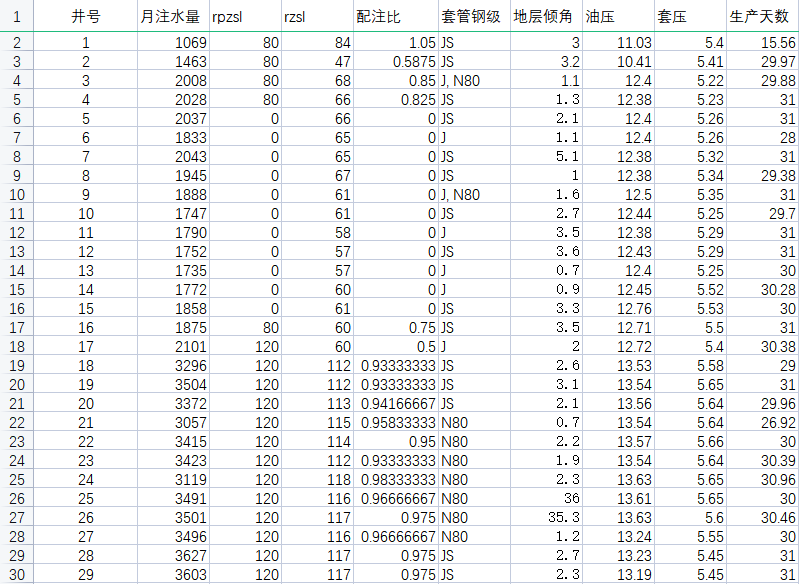 1 井号 月注水量 rpzsl rzsl 配注比 套管钢级 地层倾角 油压 套压 生产天数
2 1 1069 80 84 1.05 JS 3 11.03 5.4 15.56
3 2 1463 80 47 0.5875 JS 3.2 10.41 5.41 29.97
4 3 2008 80 68 0.85 J, N80 1.1 12.4 5.22 29.88
5 4 2028 80 66 0.825 JS 1.3 12.38 5.23 31
6 5 2037 0 66 0 JS 2.1 12.4 5.26 31
7 6 1833 0 65 0 J 1.1 12.4 5.26 28
8 7 2043 0 65 0 JS 5.1 12.38 5.32 31
9 8 1945 0 67 0 JS 1 12.38 5.34 29.38
10 9 1888 0 61 0 J, N80 1.6 12.5 5.35 31
11 10 1747 0 61 0 JS 2.7 12.44 5.25 29.7
12 11 1790 0 58 0 J 3.5 12.38 5.29 31
13 12 1752 0 57 0 JS 3.6 12.43 5.29 31
14 13 1735 0 57 0 J 0.7 12.4 5.25 30
15 14 1772 0 60 0 J 0.9 12.45 5.52 30.28
16 15 1858 0 61 0 JS 3.3 12.76 5.53 30
17 16 1875 80 60 0.75 JS 3.5 12.71 5.5 31
18 17 2101 120 60 0.5 J 2 12.72 5.4 30.38
19 18 3296 120 112 0.93333333 JS 2.6 13.53 5.58 29
20 19 3504 120 112 0.93333333 JS 3.1 13.54 5.65 31
21 20 3372 120 113 0.94166667 JS 2.1 13.56 5.64 29.96
22 21 3057 120 115 0.95833333 N80 0.7 13.54 5.64 26.92
23 22 3415 120 114 0.95 N80 2.2 13.57 5.66 30
24 23 3423 120 112 0.93333333 N80 1.9 13.54 5.64 30.39
25 24 3119 120 118 0.98333333 N80 2.3 13.63 5.65 30.96
26 25 3491 120 116 0.96666667 N80 36 13.61 5.65 30
27 26 3501 120 117 0.975 N80 35.3 13.63 5.6 30.46
28 27 3496 120 116 0.96666667 N80 1.2 13.24 5.55 30
29 28 3627 120 117 0.975 JS 2.7 13.23 5.45 31
30 29 3603 120 117 0.975 JS 2.3 13.19 5.45 31